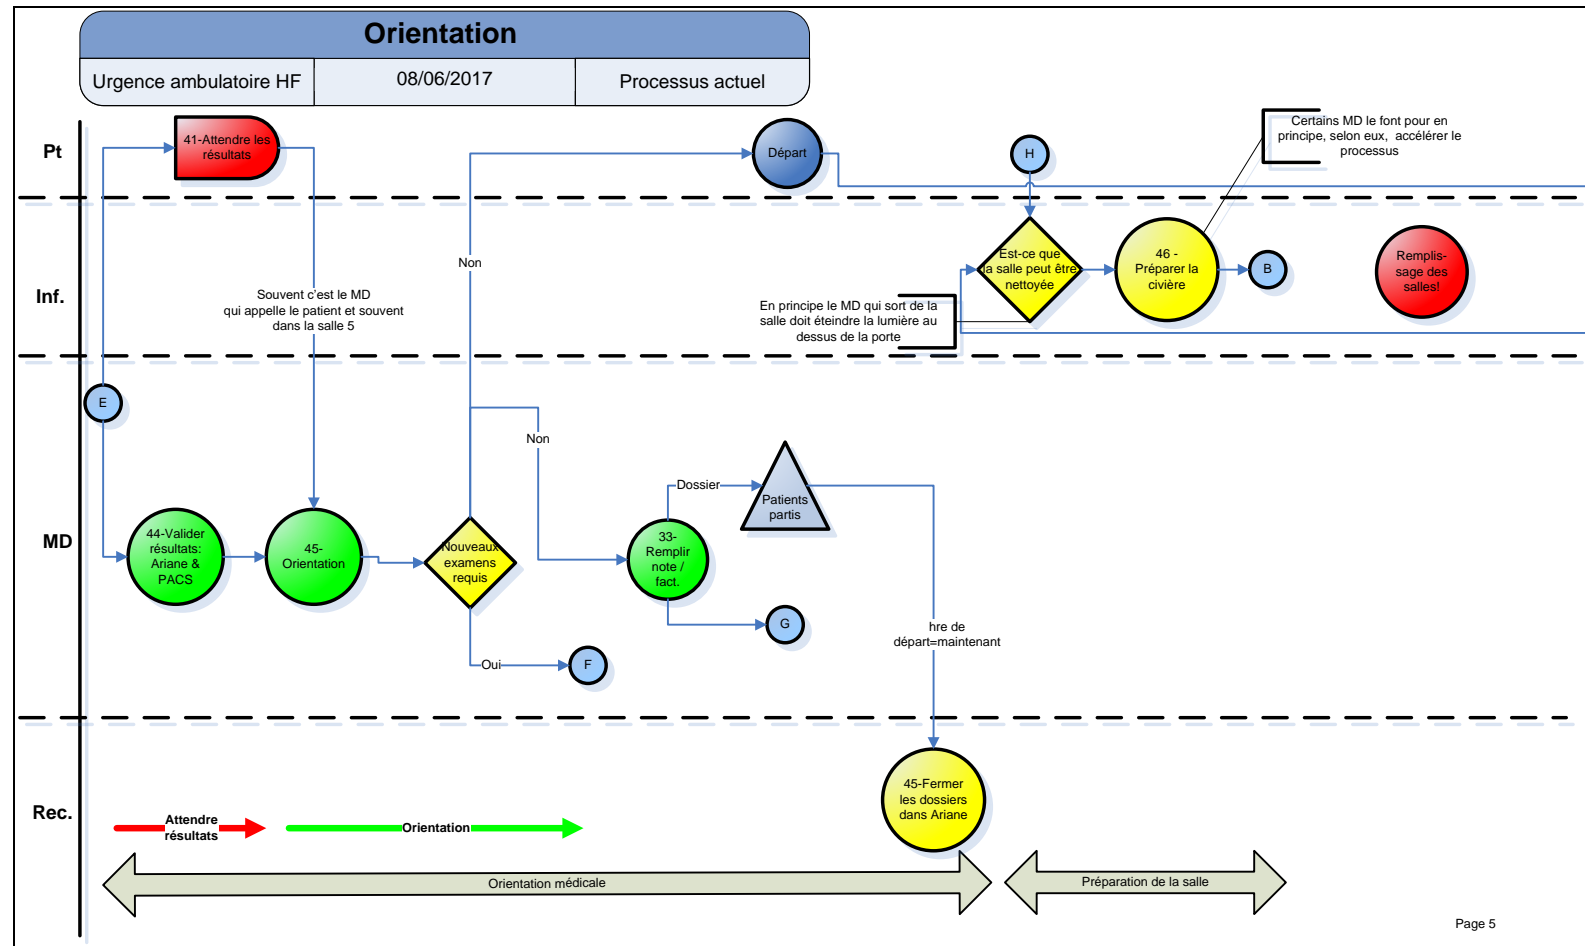 Orientation
Urgence ambulatoire HF
08/06/2017
Processus actuel
Pt
41-Attendre les
résultats
Départ
H
Certains MD le font pour en
principe, selon eux, accélérer le
processus
Inf.
Non
Souvent c'est le MD
qui appelle le patient et souvent
dans la salle 5
Est-ce que
la salle peut être
nettoyée
46 -
Préparer la
civière
B
Remplis-
sage des
salles!
En principe le MD qui sort de la
salle doit éteindre la lumière au
dessus de la porte
E
Non
MD
44-Valider
résultats:
Ariane &
PACS
45-
Orientation
Nouveaux
examens
requis
33-
Remplir
note /
fact.
Dossier
Patients
partis
G
Oui
F
hre de
départ=maintenant
Rec.
45-Fermer
les dossiers
dans Ariane
Attendre
résultats
Orientation
Orientation médicale
Préparation de la salle
Page 5